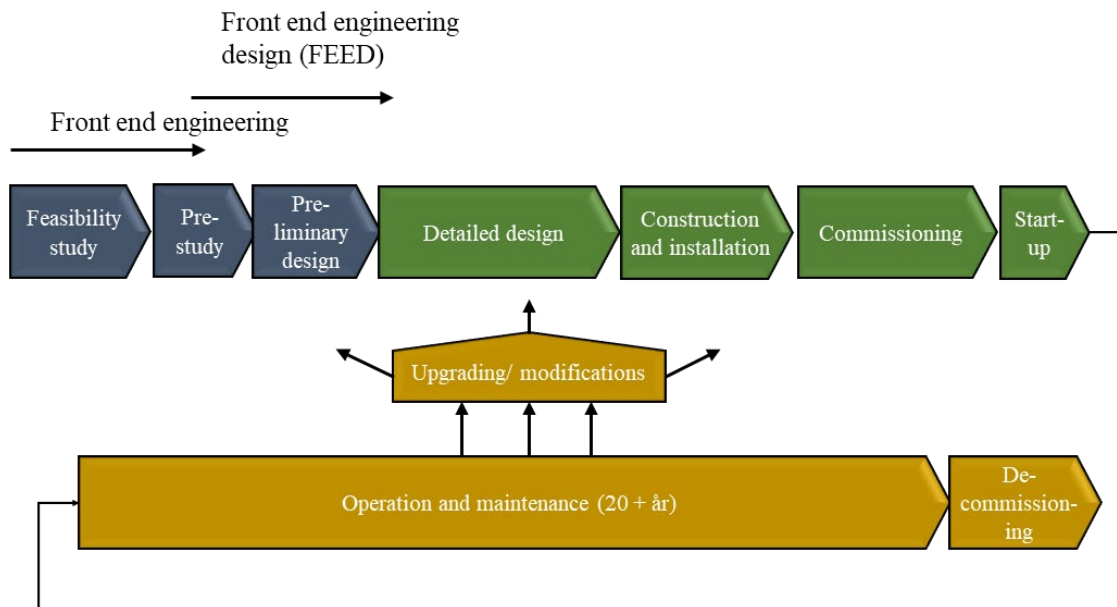 Front end engineering
design (FEED)
Front end engineering
Feasibility
study
Pre-
study
Pre-
liminary
design
Detailed design
Construction
and installation
Commissioning
Start-
up
Upgrading/ modifications
Operation and maintenance (20 + år)
De-
commission-
ing